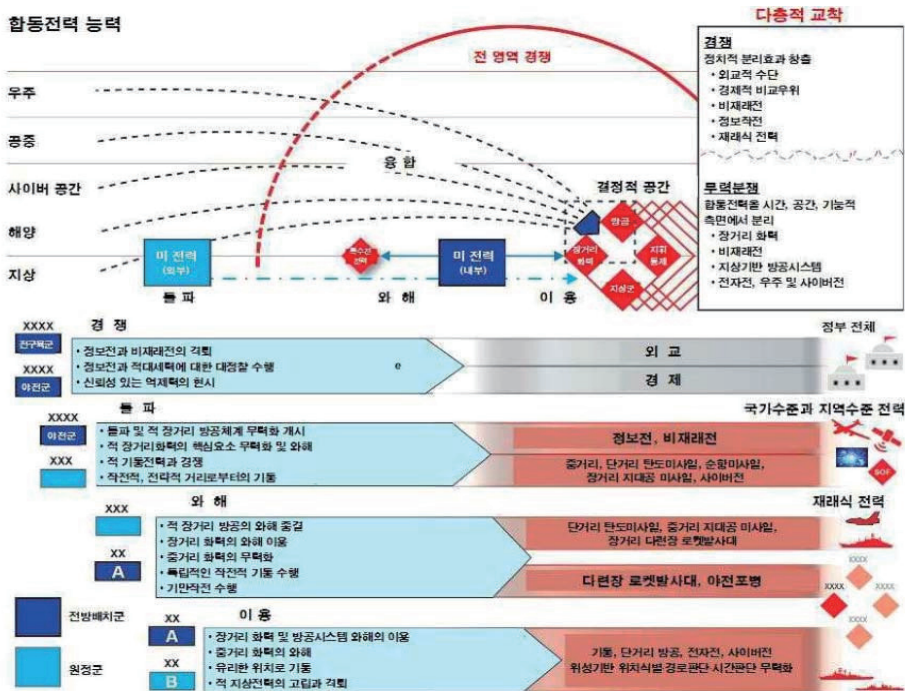 합동전력 능력
다층적 교착
전 영역 경쟁
우주
공중
사이버 공간
해양
지상
융 합
결정적 공간
미 전력
(외부)
특수전
전력
미 전력
(내부)
방공
장거리
화력
지휘
통제
지상군
돌 파
와 해
이 용
경쟁
정치적 분리효과 창출
• 외교적 수단
• 경제적 비교우위
• 비재래전
• 정보작전
• 재래식 전력
무력분쟁
합동전력을 시간, 공간, 기능적
측면에서 분리
• 장거리 화력
• 비재래전
• 지상기반 방공시스템
• 전자전, 우주 및 사이버전
경 쟁
정부 전체
XXXX
전구육군
XXXX
야전군
• 정보전과 비재래전의 격퇴
• 정보전과 적대세력에 대한 대정찰 수행
e
• 신뢰성 있는 억제력의 현시
외 교
경 제
돌 파
국가수준과 지역수준 전력
XXXX
야전군
XXX
• 돌파 및 적 장거리 방공체계 무력화 개시
• 적 장거리화력의 핵심요소 무력화 및 와해
• 적 기동전력과 경쟁
• 작전적, 전략적 거리로부터의 기동
정보전, 비재래전
중거리, 단거리 탄도미사일, 순항미사일,
장거리 지대공 미사일, 사이버전
SOF
와 해
재래식 전력
XXX
XX
A
• 적 장거리 방공의 와해 종결
• 장거리 화력의 와해 이용
• 중거리 화력의 무력화
• 독립적인 작전적 기동 수행
• 기만작전 수행
단거리 탄도미사일, 중거리 지대공 미사일,
장거리 다련장 로켓발사대
다련장 로켓발사대, 야전포병
XXXX
XXXX
XXXX
XXXX
이 용
전방배치군
원정군
XX
A
XX
B
• 장거리 화력 및 방공시스템 와해의 이용
• 중거리 화력의 와해
• 유리한 위치로 기동
• 적 지상전력의 고립과 격퇴
기동, 단거리 방공, 전자전, 사이버전
위성기반 위치식별·경로판단·시간판단 무력화